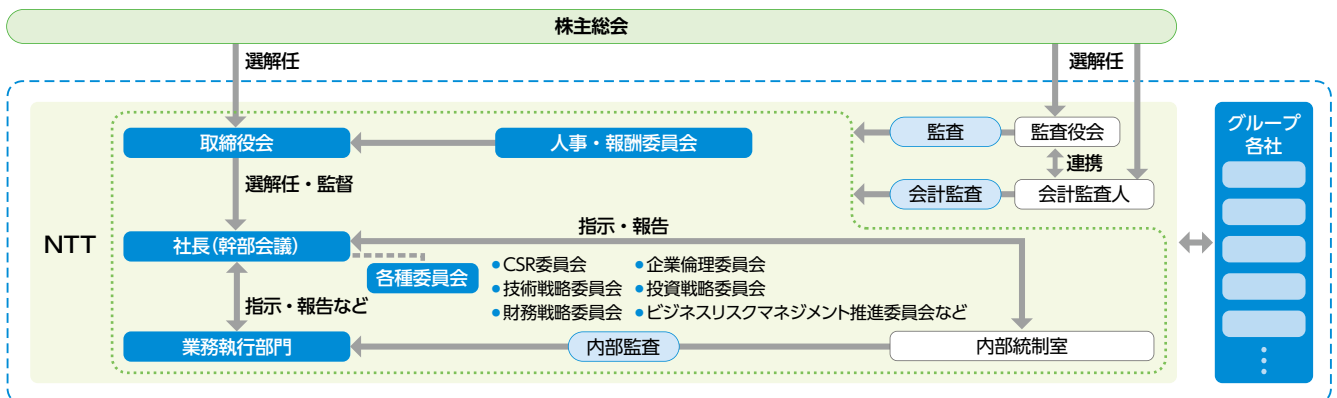 株主総会
選解任
選解任
取締役会
人事・報酬委員会
監査
監査役会
グループ
各社
連携
選解任・監督
会計監査
会計監査人
指示・報告
NTT
社長（幹部会議）
各種委員会
●CSR委員会
●企業倫理委員会
●技術戦略委員会
●投資戦略委員会
●財務戦略委員会
●ビジネスリスクマネジメント推進委員会など
指示・報告など
業務執行部門
内部監査
内部統制室
⋮